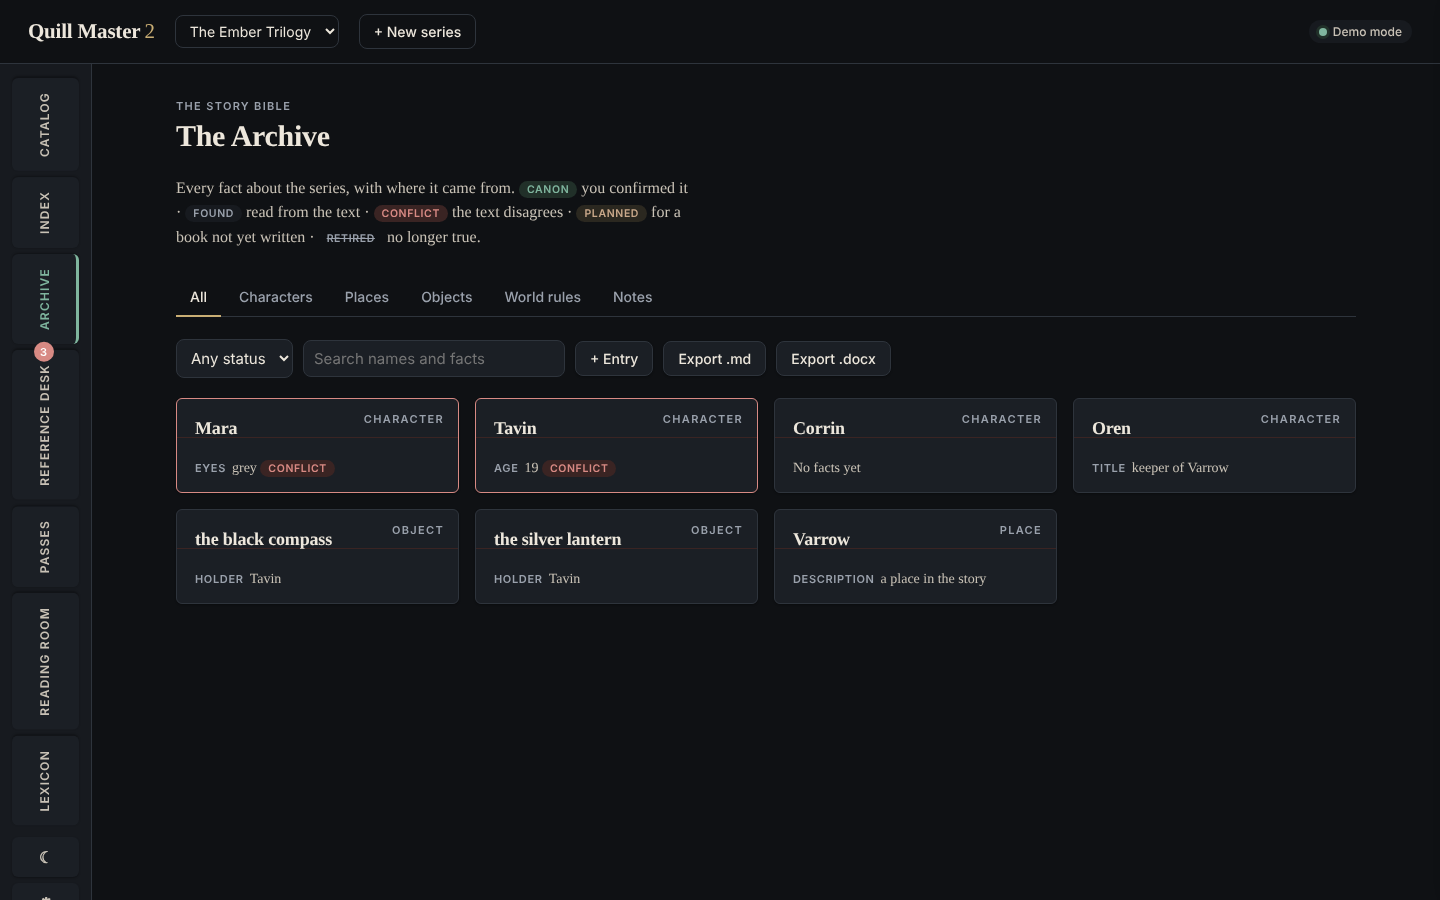 Quill Master 2
The Ember Trilogy
+ New series
Demo mode
CATALOG
INDEX
ARCHIVE
3
REFERENCE DESK
PASSES
READING ROOM
LEXICON
THE STORY BIBLE
The Archive
Every fact about the series, with where it came from. CANON you confirmed it
· FOUND read from the text · CONFLICT the text disagrees · PLANNED for a
book not yet written · RETIRED no longer true.
All Characters Places Objects World rules Notes
Any status Search names and facts + Entry Export .md Export .docx
CHARACTER
Mara
EYES grey CONFLICT
CHARACTER
Tavin
AGE 19 CONFLICT
CHARACTER
Corrin
No facts yet
CHARACTER
Oren
TITLE keeper of Varrow
OBJECT
the black compass
HOLDER Tavin
OBJECT
the silver lantern
HOLDER Tavin
PLACE
Varrow
DESCRIPTION a place in the story